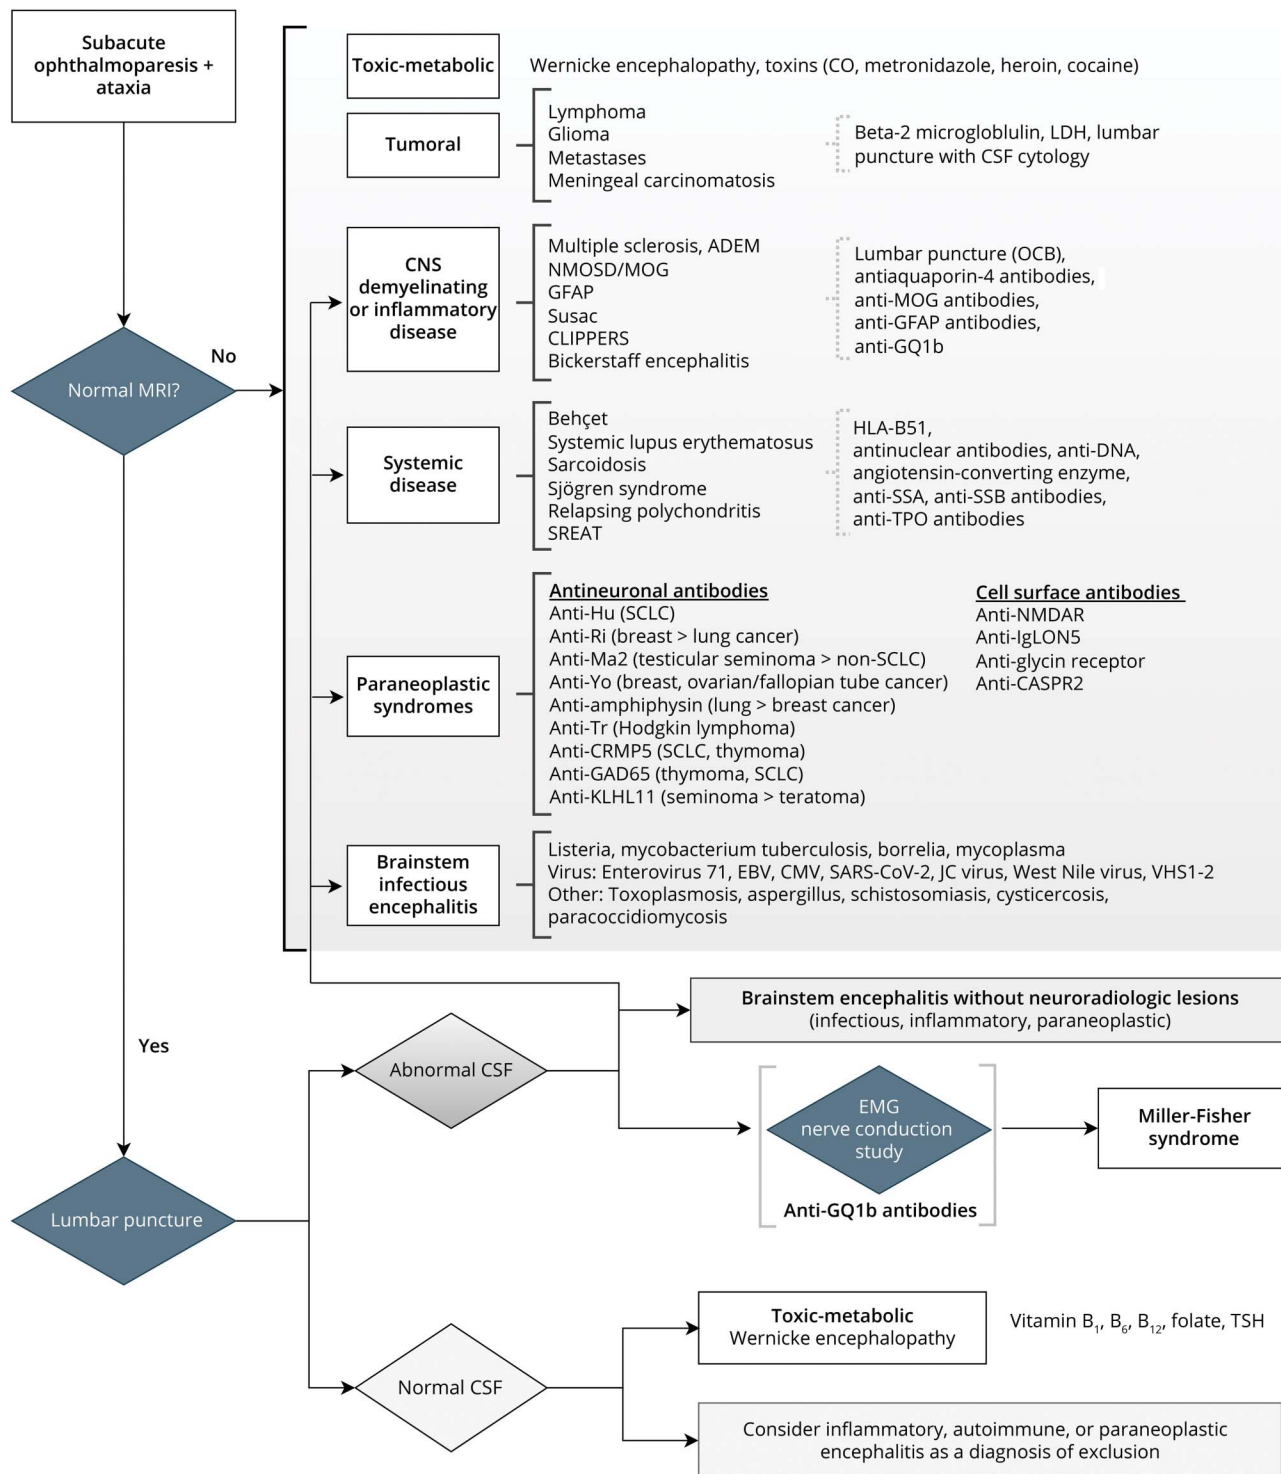 Subacute
ophthalmoparesis +
ataxia
Normal MRI?
No
Yes
Toxic-metabolic
Wernicke encephalopathy, toxins (CO, metronidazole, heroin, cocaine)
Tumoral
Lymphoma
Glioma
Metastases
Meningeal carcinomatosis
Beta-2 microgloblulin, LDH, lumbar
puncture with CSF cytology
CNS
demyelinating
or inflammatory
disease
Multiple sclerosis, ADEM
NMOSD/MOG
GFAP
Susac
CLIPPERS
Bickerstaff encephalitis
Lumbar puncture (OCB),
antiaquaporin-4 antibodies,
anti-MOG antibodies,
anti-GFAP antibodies,
anti-GQ1b
Systemic
disease
Behçet
Systemic lupus erythematosus
Sarcoidosis
Sjögren syndrome
Relapsing polychondritis
SREAT
HLA-B51,
antinuclear antibodies, anti-DNA,
angiotensin-converting enzyme,
anti-SSA, anti-SSB antibodies,
anti-TPO antibodies
Paraneoplastic
syndromes
Antineuronal antibodies
Anti-Hu (SCLC)
Anti-Ri (breast > lung cancer)
Anti-Ma2 (testicular seminoma > non-SCLC)
Anti-Yo (breast, ovarian/fallopian tube cancer)
Anti-amphiphysin (lung > breast cancer)
Anti-Tr (Hodgkin lymphoma)
Anti-CRMP5 (SCLC, thymoma)
Anti-GAD65 (thymoma, SCLC)
Anti-KLHL11 (seminoma > teratoma)
Cell surface antibodies
Anti-NMDAR
Anti-IgLON5
Anti-glycin receptor
Anti-CASPR2
Brainstem
infectious
encephalitis
Listeria, mycobacterium tuberculosis, borrelia, mycoplasma
Virus: Enterovirus 71, EBV, CMV, SARS-CoV-2, JC virus, West Nile virus, VHS1-2
Other: Toxoplasmosis, aspergillus, schistosomiasis, cysticercosis,
paracoccidiomycosis
Brainstem encephalitis without neuroradiologic lesions
(infectious, inflammatory, paraneoplastic)
Abnormal CSF
EMG
nerve conduction
study
Anti-GQ1b antibodies
Miller-Fisher
syndrome
Lumbar puncture
Normal CSF
Toxic-metabolic
Wernicke encephalopathy
Vitamin B₁, B₆, B₁₂, folate, TSH
Consider inflammatory, autoimmune, or paraneoplastic
encephalitis as a diagnosis of exclusion